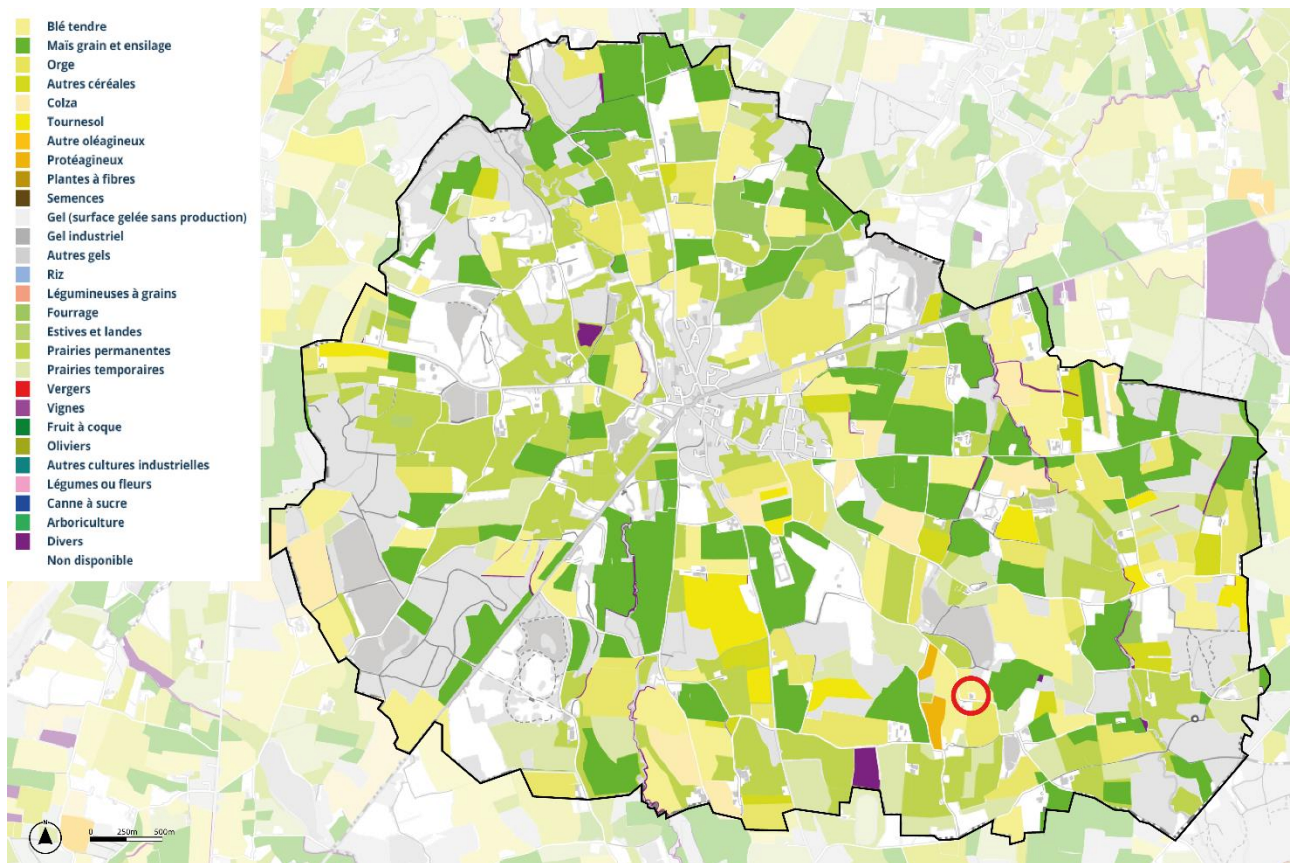 Blé tendre
Maïs grain et ensilage
Orge
Autres céréales
Colza
Tournesol
Autre oléagineux
Protéagineux
Plantes à fibres
Semences
Gel (surface gelée sans production)
Gel industriel
Autres gels
Riz
Légumineuses à grains
Fourrage
Estives et landes
Prairies permanentes
Prairies temporaires
Vergers
Vignes
Fruit à coque
Oliviers
Autres cultures industrielles
Légumes ou fleurs
Canne à sucre
Arboriculture
Divers
Non disponible
N
0 250m 500m